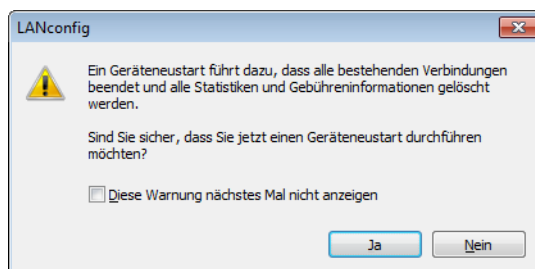 LANconfig
Ein Geräteneustart führt dazu, dass alle bestehenden Verbindungen
beendet und alle Statistiken und Gebühreninformationen gelöscht
werden.
Sind Sie sicher, dass Sie jetzt einen Geräteneustart durchführen
möchten?
Diese Warnung nächstes Mal nicht anzeigen
Ja
Nein